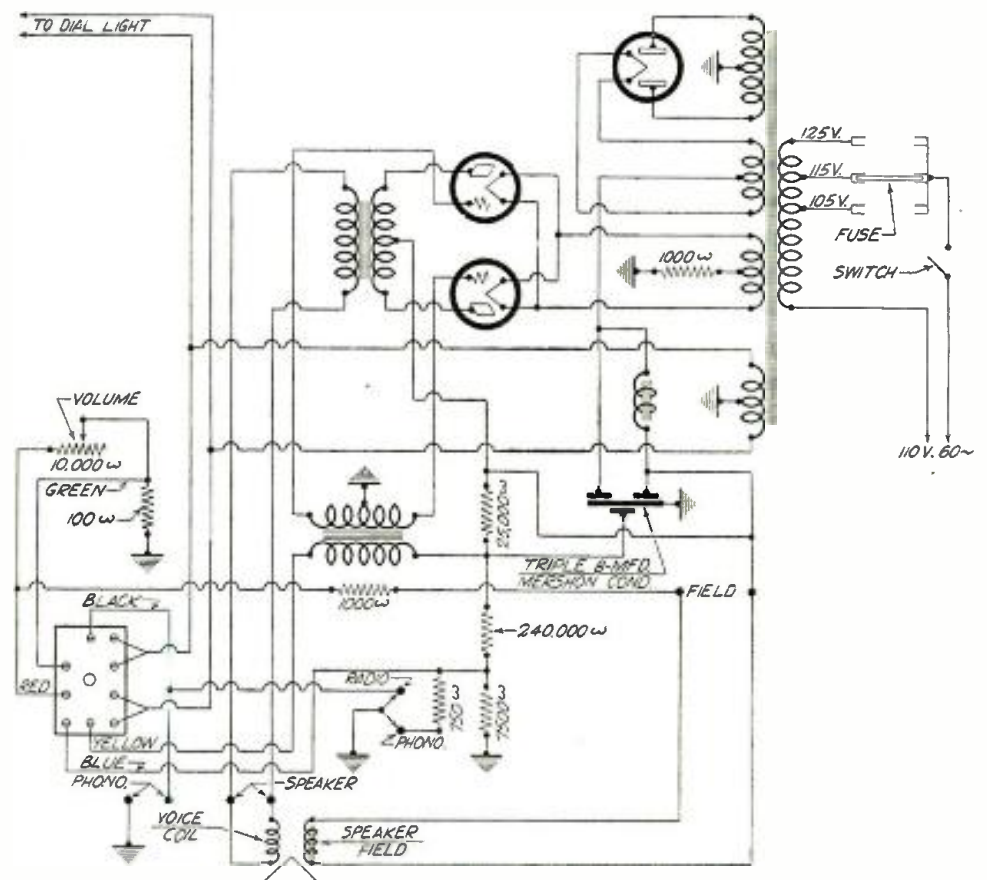 TO DIAL LIGHT
125V.
115V.
105V.
FUSE
SWITCH
1000 ω
110 V. 60~
VOLUME
10,000 ω
GREEN
100 ω
25,000 ω
TRIPLE 8-MFD.
MERSHON COND.
1000 ω
FIELD
BLACK
240,000 ω
RED
RADIO
750 ω
7500 ω
PHONO.
YELLOW
BLUE
PHONO.
SPEAKER
VOICE
COIL
SPEAKER
FIELD